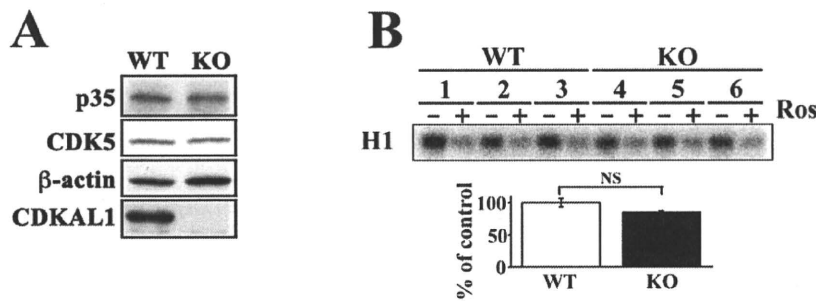 A
WT KO
p35
CDK5
β-actin
CDKAL1
B
WT KO
1 2 3 4 5 6
− + − + − + − + − + − + Ros
H1
% of control
100
50
0
NS
WT KO